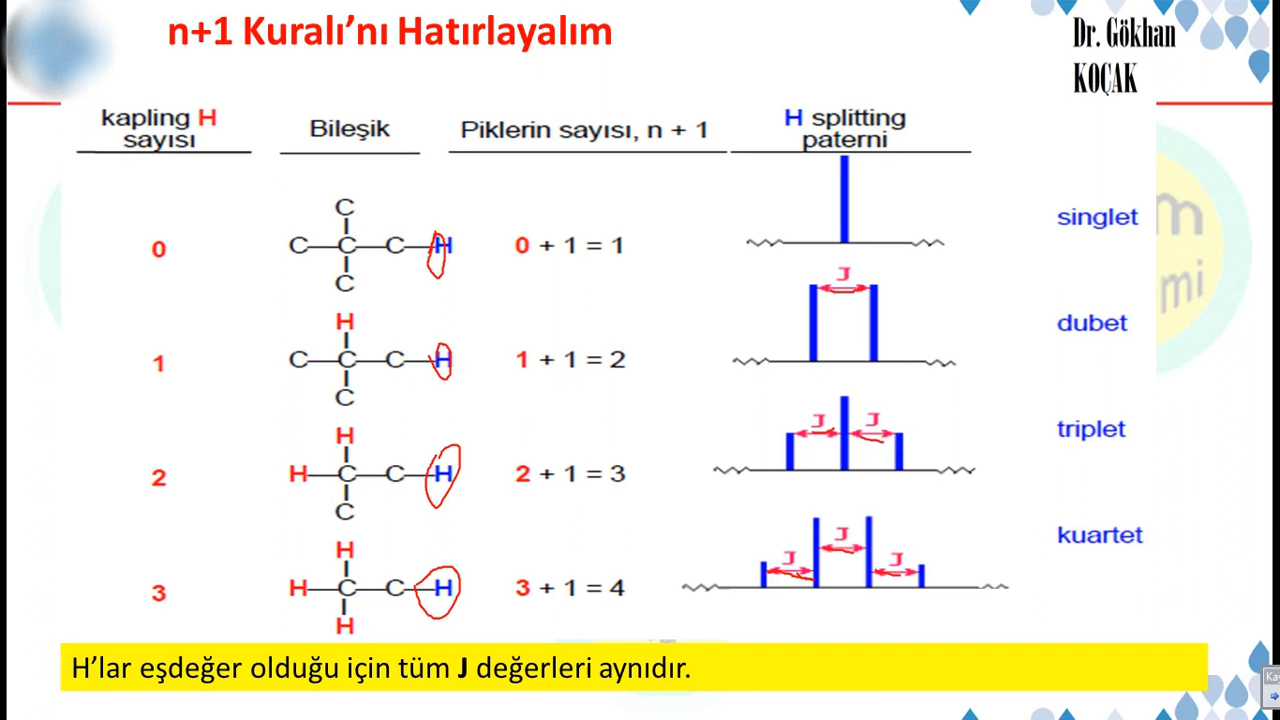 n+1 Kuralı’nı Hatırlayalım
Dr. Gökhan
KOÇAK
kapling H
sayısı
Bileşik
Piklerin sayısı, n + 1
H splitting
paterni
C
C C C H
C
0
0 + 1 = 1
singlet
H
C C C H
C
1
1 + 1 = 2
J
dubet
H
H C C H
C
2
2 + 1 = 3
J J
triplet
H
H C C H
H
3
3 + 1 = 4
J J J
kuartet
H’lar eşdeğer olduğu için tüm J değerleri aynıdır.